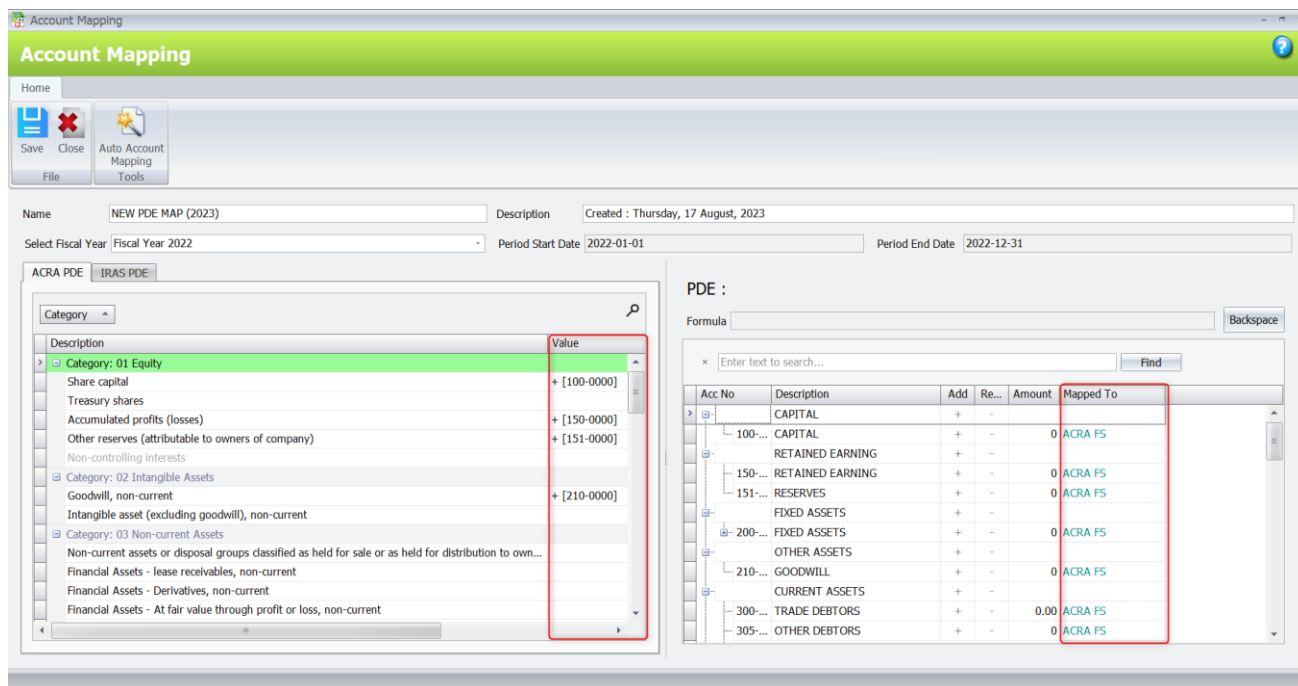 Account Mapping
Account Mapping
Home
Save Close Auto Account Mapping
File Tools
Name NEW PDE MAP (2023) Description Created : Thursday, 17 August, 2023
Select Fiscal Year Fiscal Year 2022 Period Start Date 2022-01-01 Period End Date 2022-12-31
ACRA PDE IRAS PDE
Category
Description Value
Category: 01 Equity
Share capital + [100-0000]
Treasury shares
Accumulated profits (losses) + [150-0000]
Other reserves (attributable to owners of company) + [151-0000]
Non-controlling interests
Category: 02 Intangible Assets
Goodwill, non-current + [210-0000]
Intangible asset (excluding goodwill), non-current
Category: 03 Non-current Assets
Non-current assets or disposal groups classified as held for sale or as held for distribution to own...
Financial Assets - lease receivables, non-current
Financial Assets - Derivatives, non-current
Financial Assets - At fair value through profit or loss, non-current
PDE :
Formula Backspace
× Enter text to search... Find
Acc No Description Add Re... Amount Mapped To
CAPITAL + -
100-... CAPITAL + - 0 ACRA FS
RETAINED EARNING + -
150-... RETAINED EARNING + - 0 ACRA FS
151-... RESERVES + - 0 ACRA FS
FIXED ASSETS + -
200-... FIXED ASSETS + - 0 ACRA FS
OTHER ASSETS + -
210-... GOODWILL + - 0 ACRA FS
CURRENT ASSETS + -
300-... TRADE DEBTORS + - 0.00 ACRA FS
305-... OTHER DEBTORS + - 0 ACRA FS